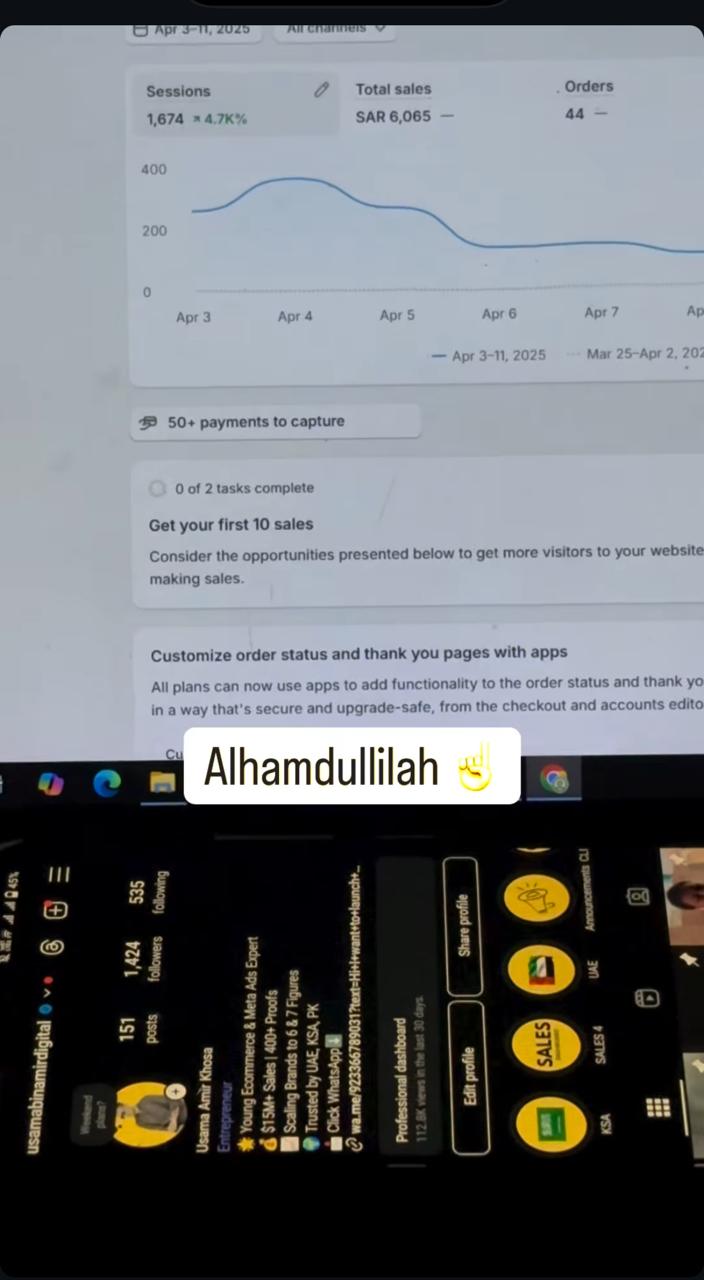 Apr 3–11, 2025
All channels
Sessions
1,674 ↗ 4.7K%
Total sales
SAR 6,065 —
Orders
44 —
400
200
0
Apr 3
Apr 4
Apr 5
Apr 6
Apr 7
Ap
Apr 3–11, 2025
Mar 25–Apr 2, 202
50+ payments to capture
0 of 2 tasks complete
Get your first 10 sales
Consider the opportunities presented below to get more visitors to your website
making sales.
Customize order status and thank you pages with apps
All plans can now use apps to add functionality to the order status and thank yo
in a way that's secure and upgrade-safe, from the checkout and accounts edito
Cu
Alhamdullilah ☝
45%
usamabinamirdigital
Weekend
plans?
151
posts
1,424
followers
535
following
Usama Amir Khosa
Entrepreneur
🌟 Young Ecommerce & Meta Ads Expert
💰 $15M+ Sales | 400+ Proofs
📈 Scaling Brands to 6 & 7 Figures
🌍 Trusted by UAE, KSA, PK
Click WhatsApp ⬇
wa.me/923366789031?text=Hi+I+want+to+launch+..
Professional dashboard
112.8K views in the last 30 days.
Edit profile
Share profile
SALES
KSA
SALES 4
UAE
Announcements CLI